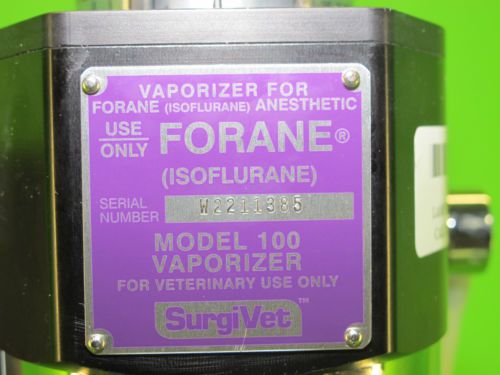 VAPORIZER FOR
FORANE (ISOFLURANE) ANESTHETIC
USE ONLY FORANE®
(ISOFLURANE)
SERIAL NUMBER W2211385
MODEL 100
VAPORIZER
FOR VETERINARY USE ONLY
SurgiVet™